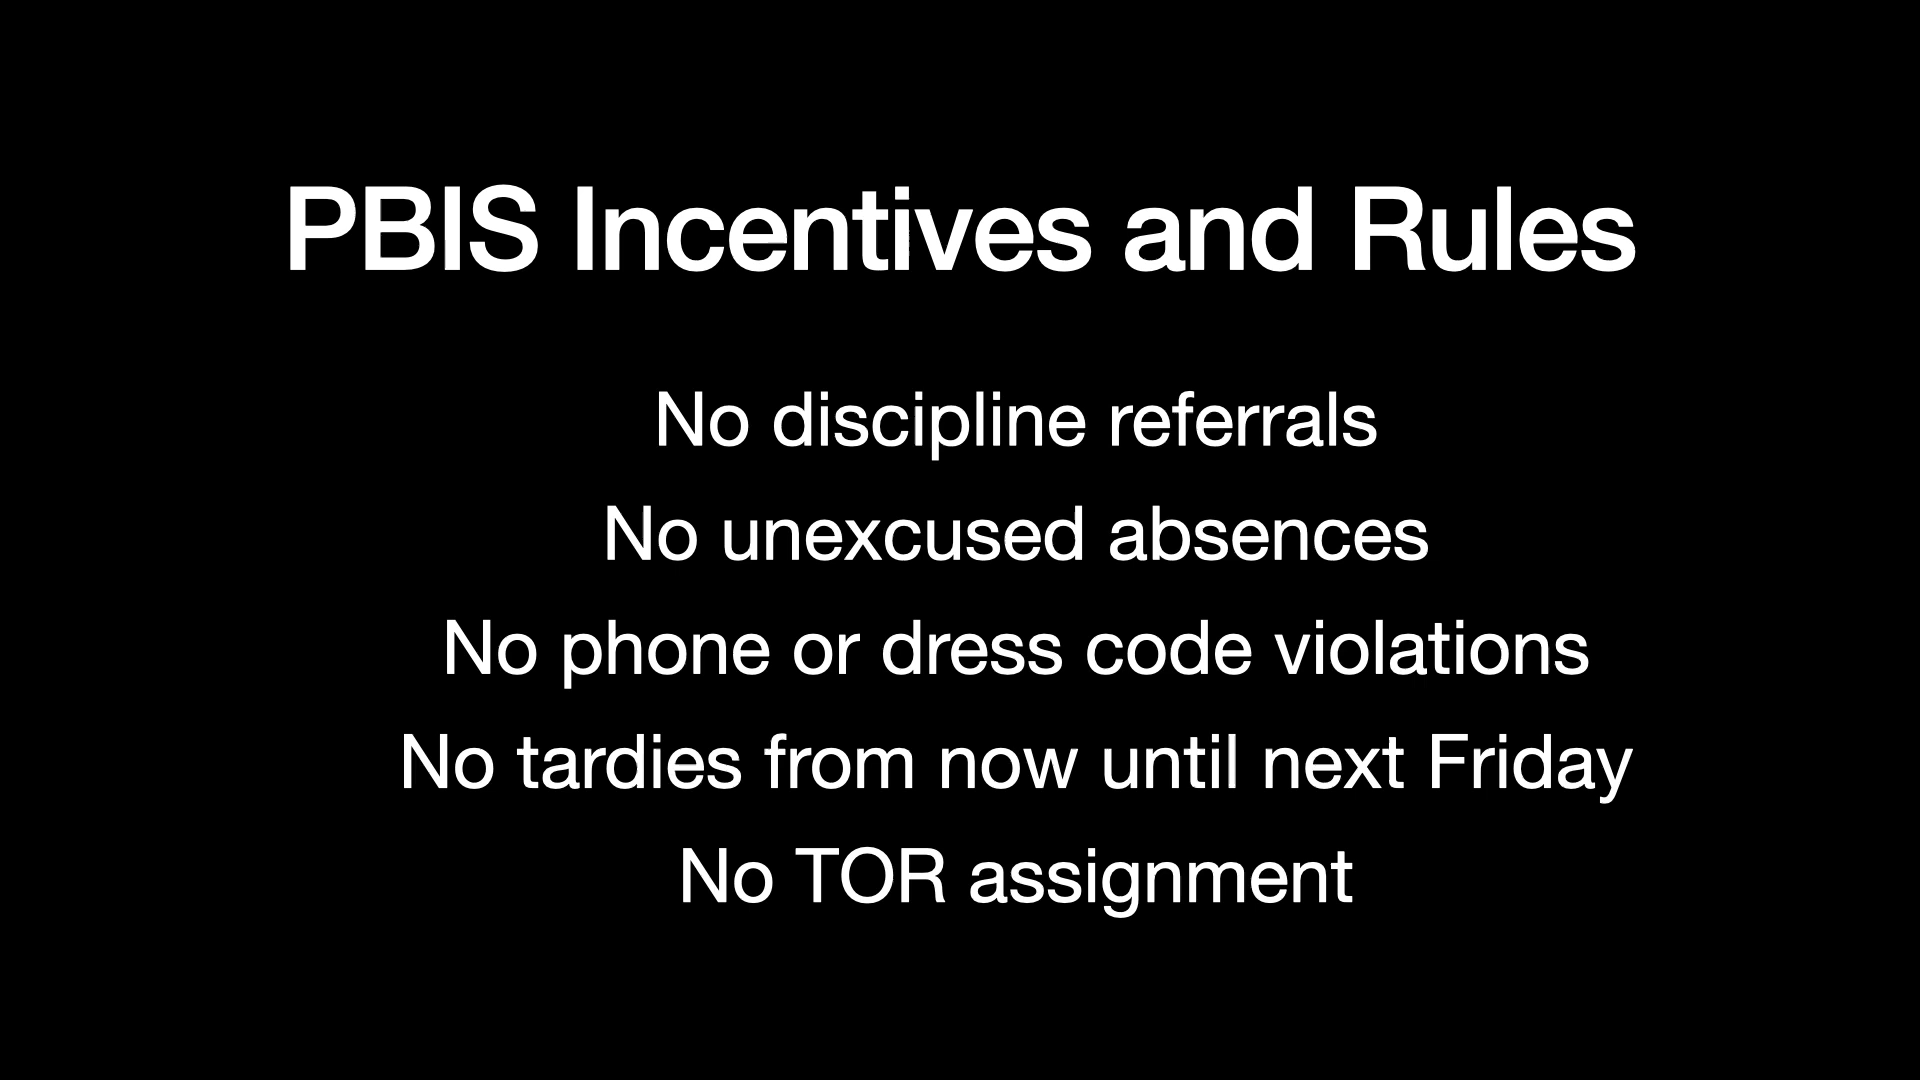 PBIS Incentives and Rules
No discipline referrals
No unexcused absences
No phone or dress code violations
No tardies from now until next Friday
No TOR assignment